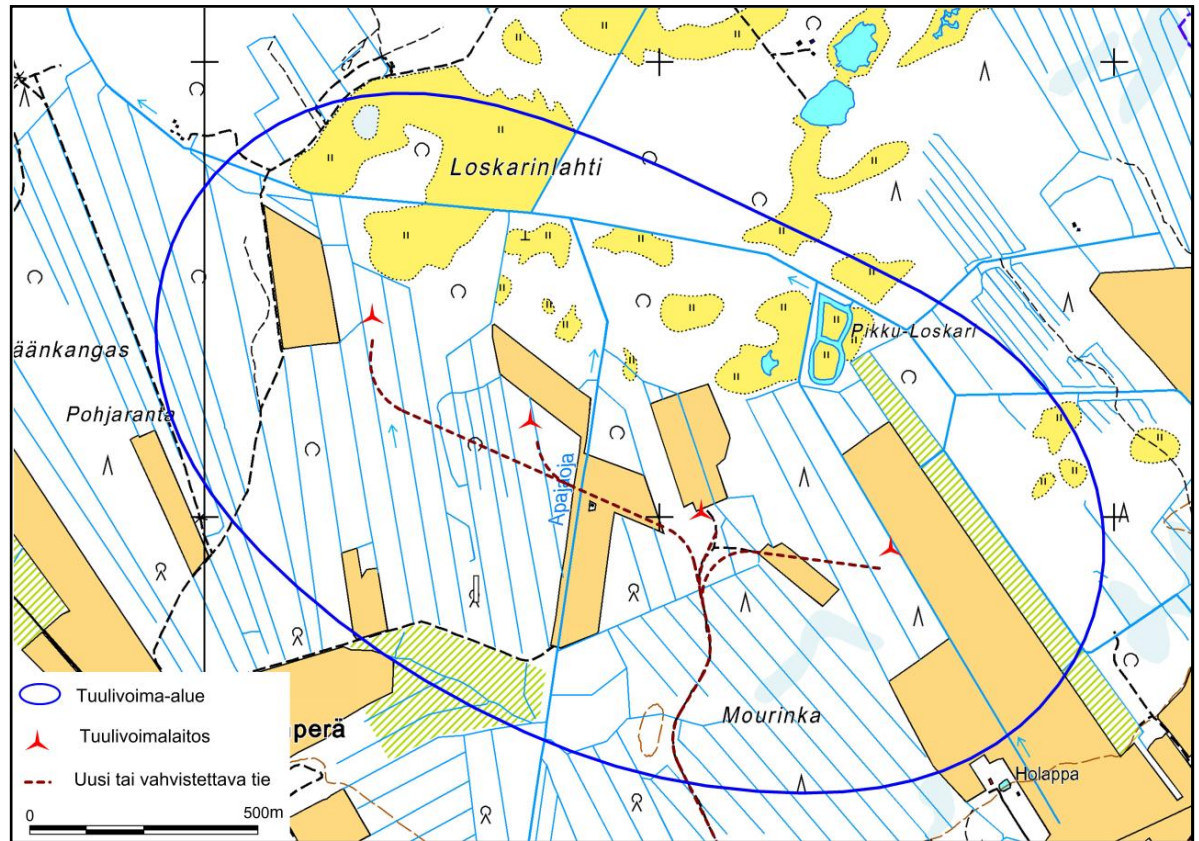 Loskarinlahti
Pikku-Loskari
äänkangas
Pohjaranta
Apajaoja
Mourinka
perä
Holappa
Tuulivoima-alue
Tuulivoimalaitos
Uusi tai vahvistettava tie
0 500m